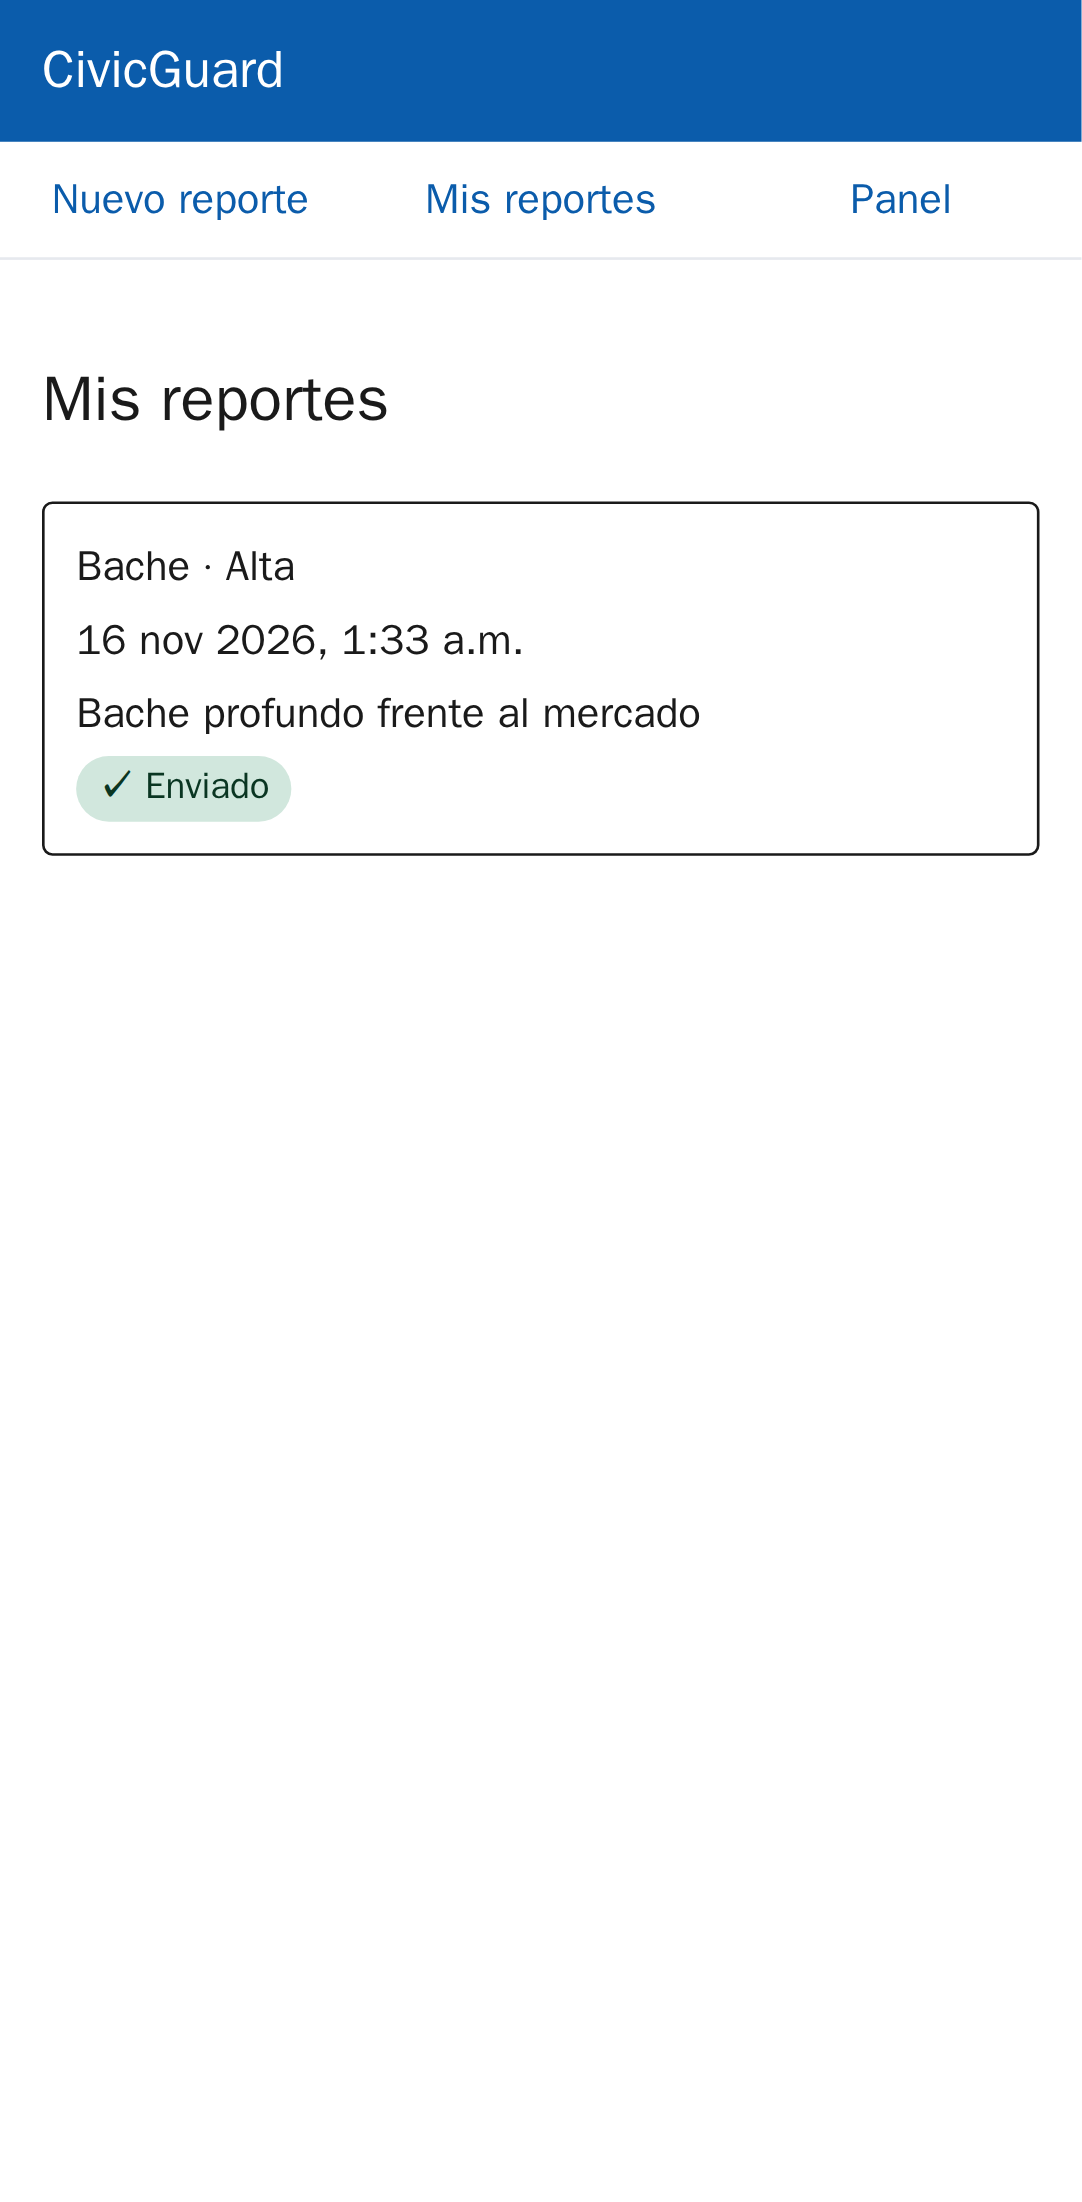 CivicGuard
Nuevo reporte Mis reportes Panel
Mis reportes
Bache · Alta
16 nov 2026, 1:33 a.m.
Bache profundo frente al mercado
✓ Enviado